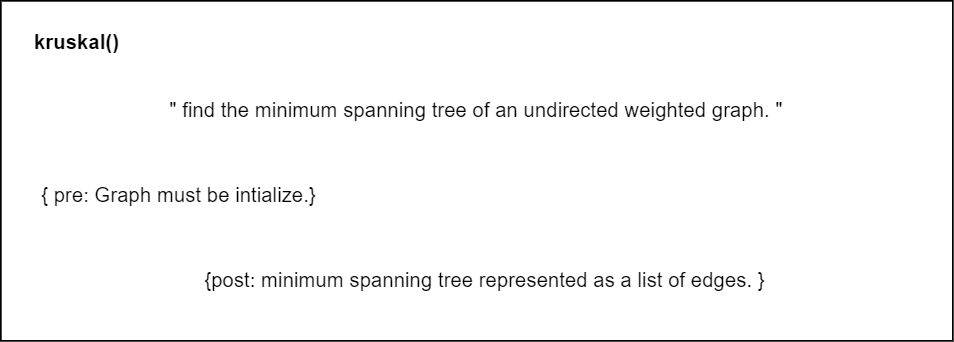 kruskal()
" find the minimum spanning tree of an undirected weighted graph. "
{ pre: Graph must be intialize.}
{post: minimum spanning tree represented as a list of edges. }